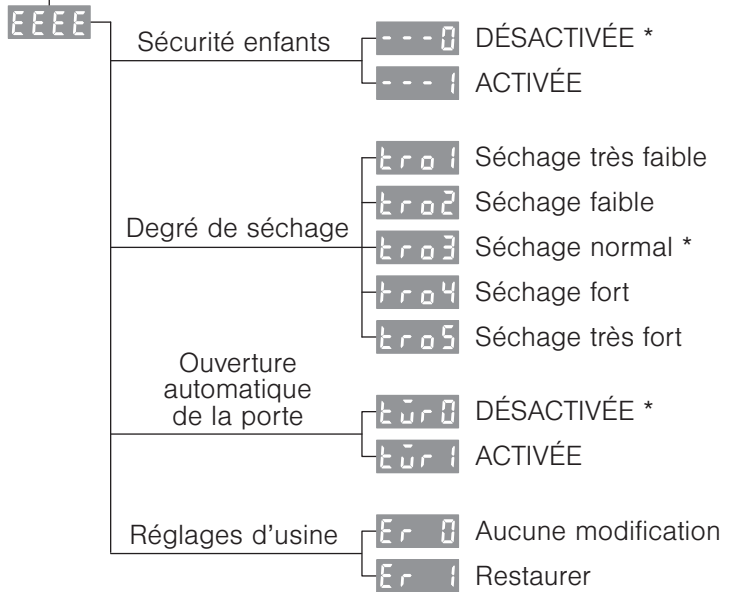 EEEE
Sécurité enfants
---0 DÉSACTIVÉE *
---1 ACTIVÉE
Degré de séchage
tro1 Séchage très faible
tro2 Séchage faible
tro3 Séchage normal *
tro4 Séchage fort
tro5 Séchage très fort
Ouverture
automatique
de la porte
tür0 DÉSACTIVÉE *
tür1 ACTIVÉE
Réglages d'usine
Er 0 Aucune modification
Er 1 Restaurer